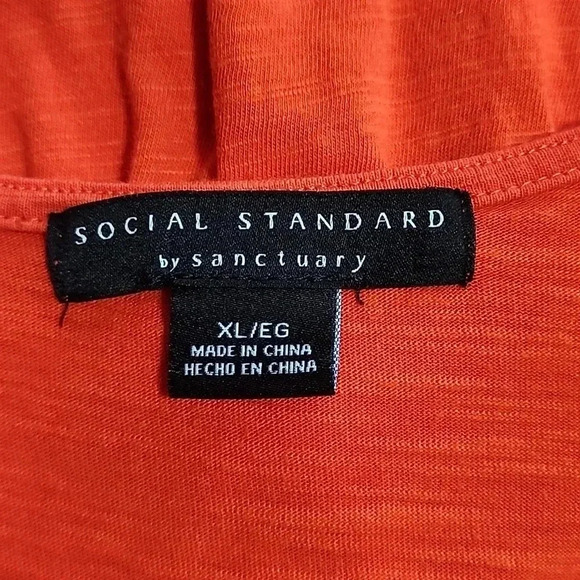 SOCIAL STANDARD
by sanctuary
XL/EG
MADE IN CHINA
HECHO EN CHINA